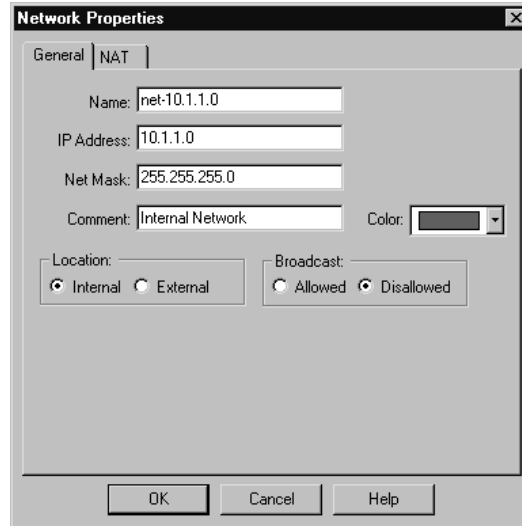 Network Properties
General NAT
Name: net-10.1.1.0
IP Address: 10.1.1.0
Net Mask: 255.255.255.0
Comment: Internal Network Color:
Location: Broadcast:
Internal External Allowed Disallowed
OK Cancel Help